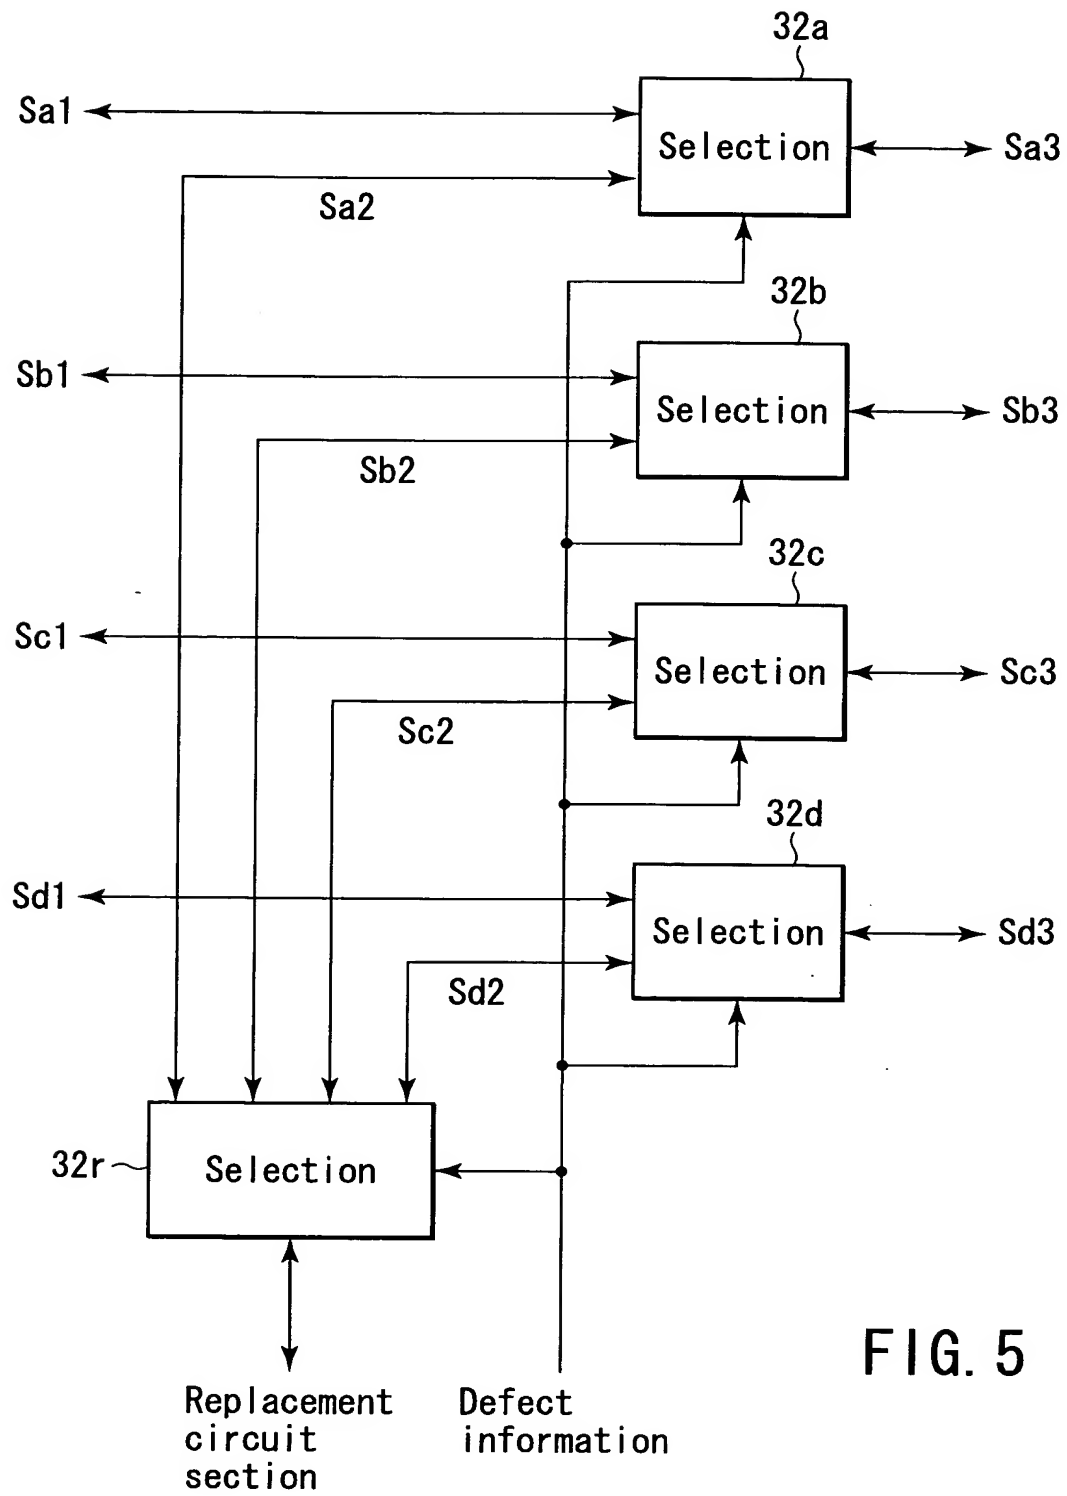 32a
Sa1
Selection
Sa3
Sa2
32b
Sb1
Selection
Sb3
Sb2
32c
Sc1
Selection
Sc3
Sc2
32d
Sd1
Selection
Sd3
Sd2
32r
Selection
FIG. 5
Replacement
circuit
section
Defect
information